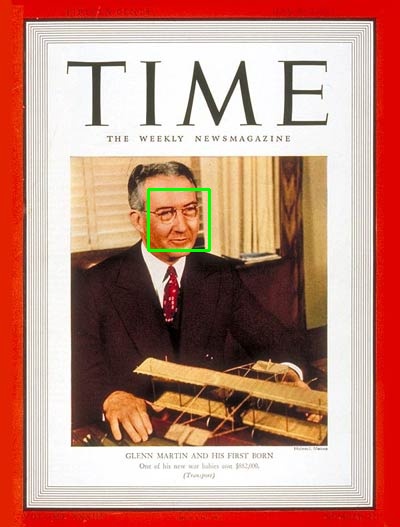 TIME
THE WEEKLY NEWSMAGAZINE
GLENN MARTIN AND HIS FIRST BORN
One of his new war babies cost $882,000.
(Transport)